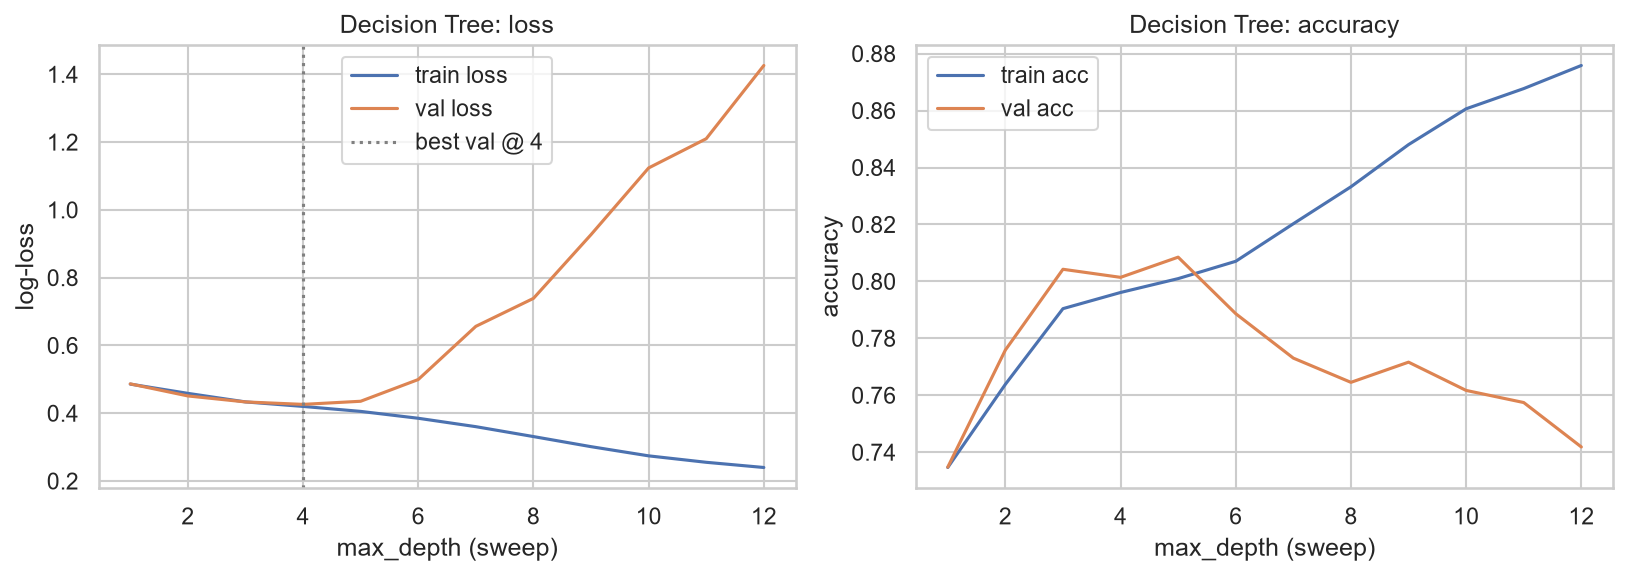 Decision Tree: loss
train loss
val loss
best val @ 4
log-loss
1.4
1.2
1.0
0.8
0.6
0.4
0.2
2 4 6 8 10 12
max_depth (sweep)
Decision Tree: accuracy
train acc
val acc
accuracy
0.88
0.86
0.84
0.82
0.80
0.78
0.76
0.74
2 4 6 8 10 12
max_depth (sweep)